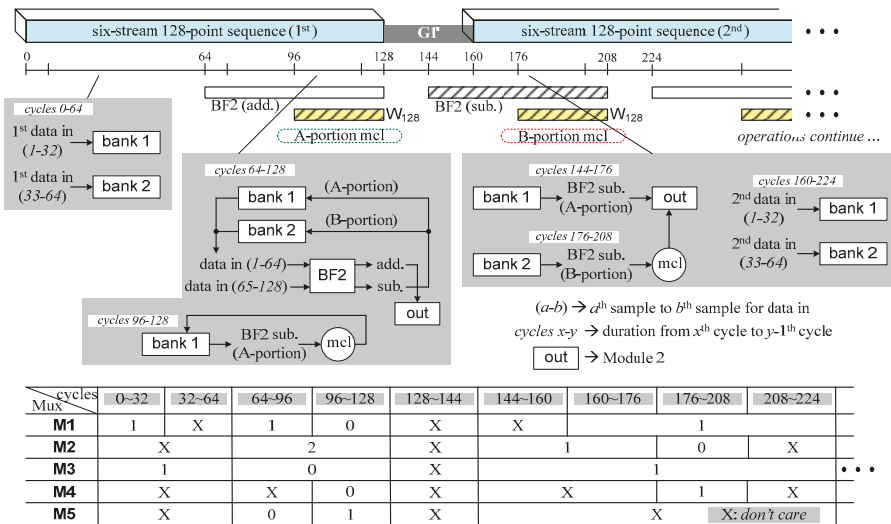 six-stream 128-point sequence (1st)
GI
six-stream 128-point sequence (2nd)
• • •
0 64 96 128 144 160 176 208 224
BF2 (add.)
BF2 (sub.)
• • •
W128
W128
• • •
A-portion mcl
B-portion mcl
operations continue ...
cycles 0-64
1st data in
(1-32)
bank 1
1st data in
(33-64)
bank 2
cycles 64-128
bank 1
(A-portion)
bank 2
(B-portion)
data in (1-64)
data in (65-128)
BF2
add.
sub.
out
cycles 96-128
bank 1
BF2 sub.
(A-portion)
mcl
cycles 144-176
bank 1
BF2 sub.
(A-portion)
out
cycles 176-208
bank 2
BF2 sub.
(B-portion)
mcl
cycles 160-224
2nd data in
(1-32)
bank 1
2nd data in
(33-64)
bank 2
(a-b) → ath sample to bth sample for data in
cycles x-y → duration from xth cycle to y-1th cycle
out → Module 2
Mux cycles 0~32 32~64 64~96 96~128 128~144 144~160 160~176 176~208 208~224
M1 1 X 1 0 X X 1
M2 X 2 X 1 0 X
M3 1 0 X 1 • • •
M4 X X 0 X X 1 X
M5 X 0 1 X X X: don't care